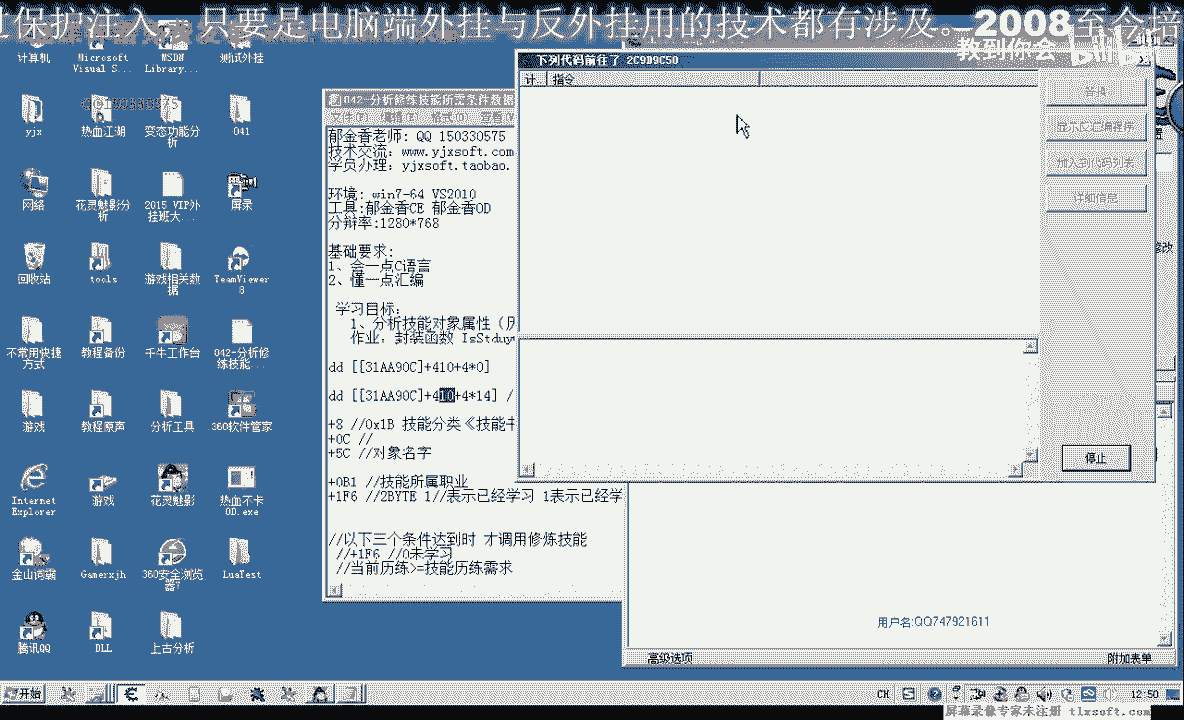 过保护注入。只要是电脑端外挂与反外挂用的技术都有涉及。2008至今培
教到你会
bilibili
计算机
Microsoft Visual S...
MSDN Library...
测试外挂
yjx
热血江湖
变态功能分析
041
网络
花灵魅影分析
2015 VIP外挂班大...
屏录
回收站
tools
游戏相关数据
TeamViewer 8
不常用快捷方式
教程备份
千牛工作台
042-分析修练技能...
游戏
教程原声
分析工具
360软件管家
Internet Explorer
游戏
花灵魅影
热血不卡OD.exe
金山词霸
Gamerxjh
360安全浏览器7
LuaTest
腾讯QQ
DLL
上古分析
042-分析修练技能所需条件数据
郁金香老师: QQ 150330575
技术交流: www.yjxsoft.com
学员办理: yjxsoft.taobao.
环境: win7-64 VS2010
工具:郁金香CE 郁金香OD
分辩率:1280*768
基础要求:
1、会一点C语言
2、懂一点汇编
学习目标:
1、分析技能对象属性（历
作业，封装函数 IsStduy
dd [[31AA90C]+410+4*0]
dd [[31AA90C]+410+4*14] /
+8 //0x1B 技能分类《技能书
+0C //
+5C //对象名字
+0B1 //技能所属职业
+1F6 //2BYTE 1//表示已经学习 1表示已经学
//以下三个条件达到时 才调用修炼技能
//+1F6 //0未学习
//当前历练>=技能历练需求
下列代码前往了 2C9D9C50
计.. 指令
替换
显示反汇编程序
加入到代码列表
详细信息
停止
修改
用户名:QQ747921611
高级选项
附加表单
开始
CH
12:50
屏幕录像专家未注册 tlxsoft.com